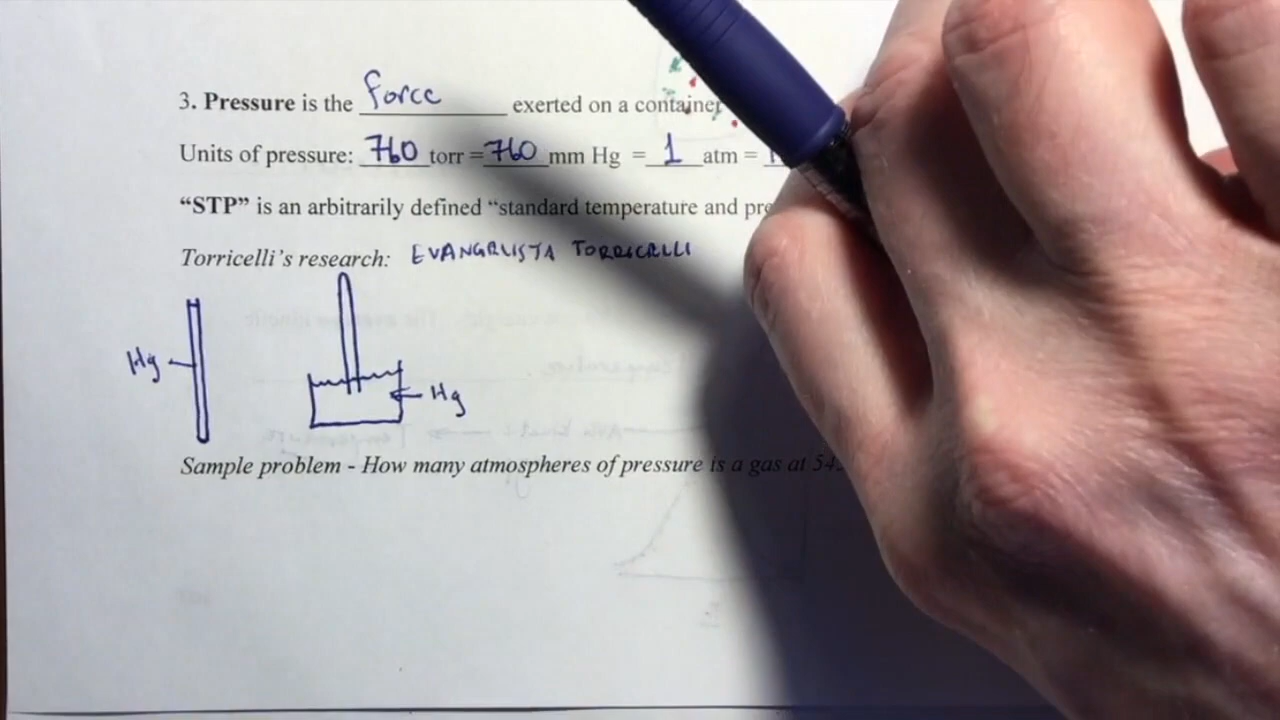 3. Pressure is the force exerted on a container
Units of pressure: 760 torr = 760 mm Hg = 1 atm =
“STP” is an arbitrarily defined “standard temperature and
Torricelli’s research: EVANGELISTA TORRICELLI
Hg
Hg
Sample problem - How many atmospheres of pressure is a gas at